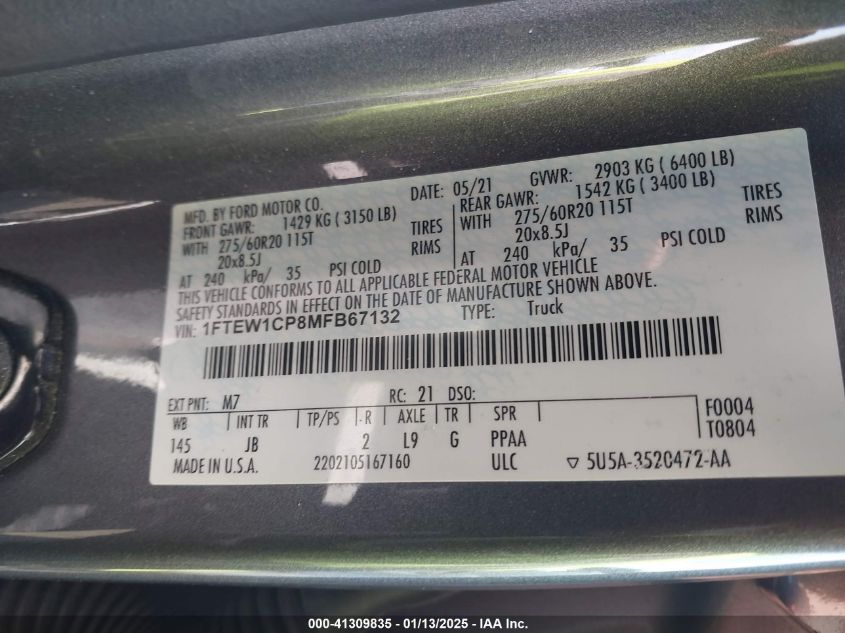 MFD. BY FORD MOTOR CO. DATE: 05/21 GVWR: 2903 KG ( 6400 LB)
FRONT GAWR: 1429 KG ( 3150 LB) REAR GAWR: 1542 KG ( 3400 LB)
WITH 275/60R20 115T TIRES WITH 275/60R20 115T TIRES
20x8.5J RIMS 20x8.5J RIMS
AT 240 kPa/ 35 PSI COLD AT 240 kPa/ 35 PSI COLD
THIS VEHICLE CONFORMS TO ALL APPLICABLE FEDERAL MOTOR VEHICLE
SAFETY STANDARDS IN EFFECT ON THE DATE OF MANUFACTURE SHOWN ABOVE.
VIN: 1FTEW1CP8MFB67132 TYPE: Truck
EXT PNT: M7 RC: 21 DSO:
WB INT TR TP/PS R AXLE TR SPR F0004
145 JB 2 L9 G PPAA T0804
MADE IN U.S.A. 2202105167160 ULC ▽ 5U5A-3520472-AA
000-41309835 - 01/13/2025 - IAA Inc.